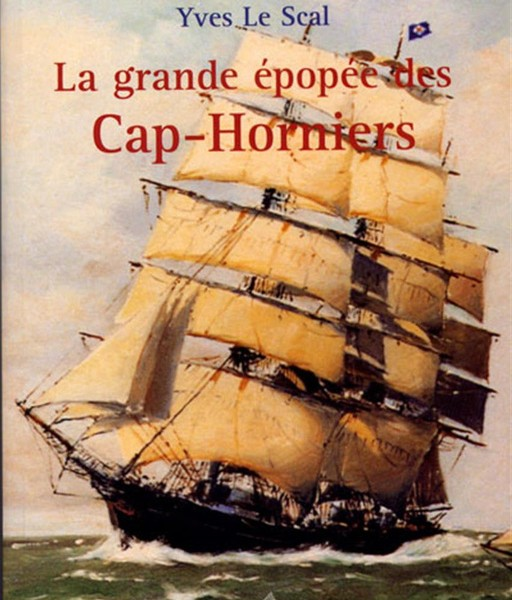 Yves Le Scal
La grande épopée des
Cap-Horniers